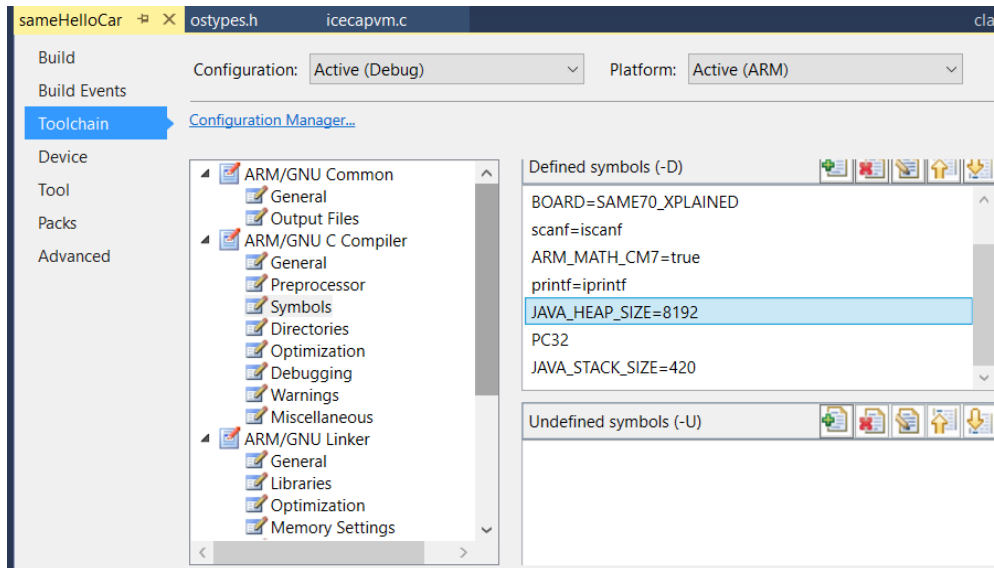 sameHelloCar ostypes.h icecapvm.c cla
Build
Build Events
Toolchain
Device
Tool
Packs
Advanced
Configuration: Active (Debug) Platform: Active (ARM)
Configuration Manager...
ARM/GNU Common
General
Output Files
ARM/GNU C Compiler
General
Preprocessor
Symbols
Directories
Optimization
Debugging
Warnings
Miscellaneous
ARM/GNU Linker
General
Libraries
Optimization
Memory Settings
Defined symbols (-D)
BOARD=SAME70_XPLAINED
scanf=iscanf
ARM_MATH_CM7=true
printf=iprintf
JAVA_HEAP_SIZE=8192
PC32
JAVA_STACK_SIZE=420
Undefined symbols (-U)